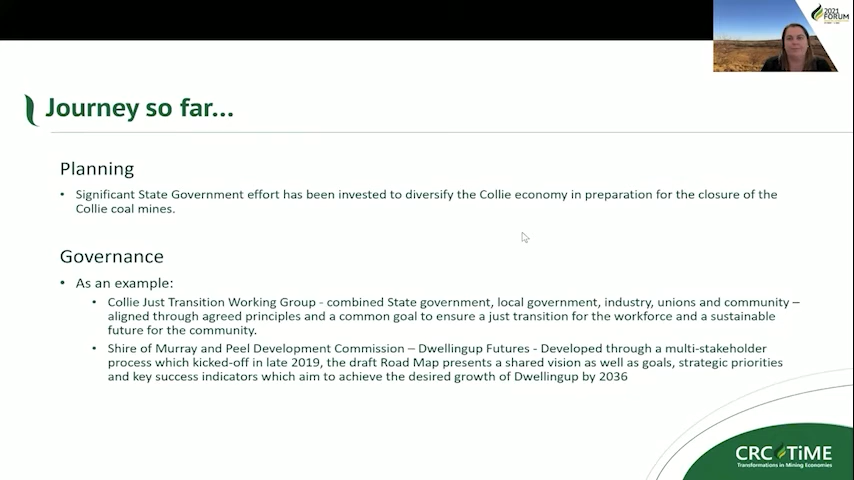 2021
FORUM
Journey so far...
Planning
• Significant State Government effort has been invested to diversify the Collie economy in preparation for the closure of the
Collie coal mines.
Governance
• As an example:
• Collie Just Transition Working Group - combined State government, local government, industry, unions and community –
aligned through agreed principles and a common goal to ensure a just transition for the workforce and a sustainable
future for the community.
• Shire of Murray and Peel Development Commission – Dwellingup Futures - Developed through a multi-stakeholder
process which kicked-off in late 2019, the draft Road Map presents a shared vision as well as goals, strategic priorities
and key success indicators which aim to achieve the desired growth of Dwellingup by 2036
CRC TiME
Transformations in Mining Economies